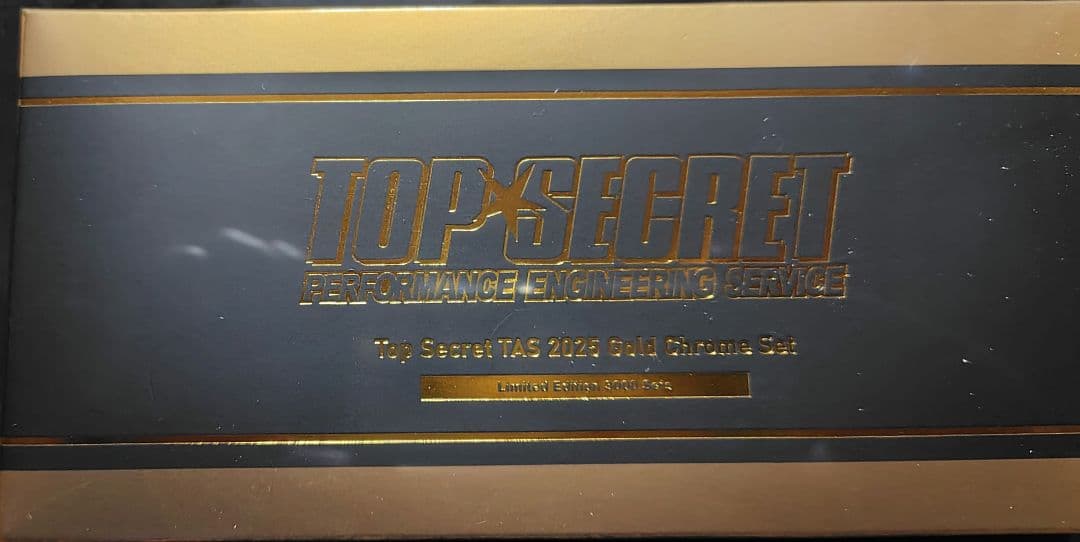 TOP SECRET
PERFORMANCE ENGINEERING SERVICE
Top Secret TAS 2025 Gold Chrome Set
Limited Edition 3000 Sets